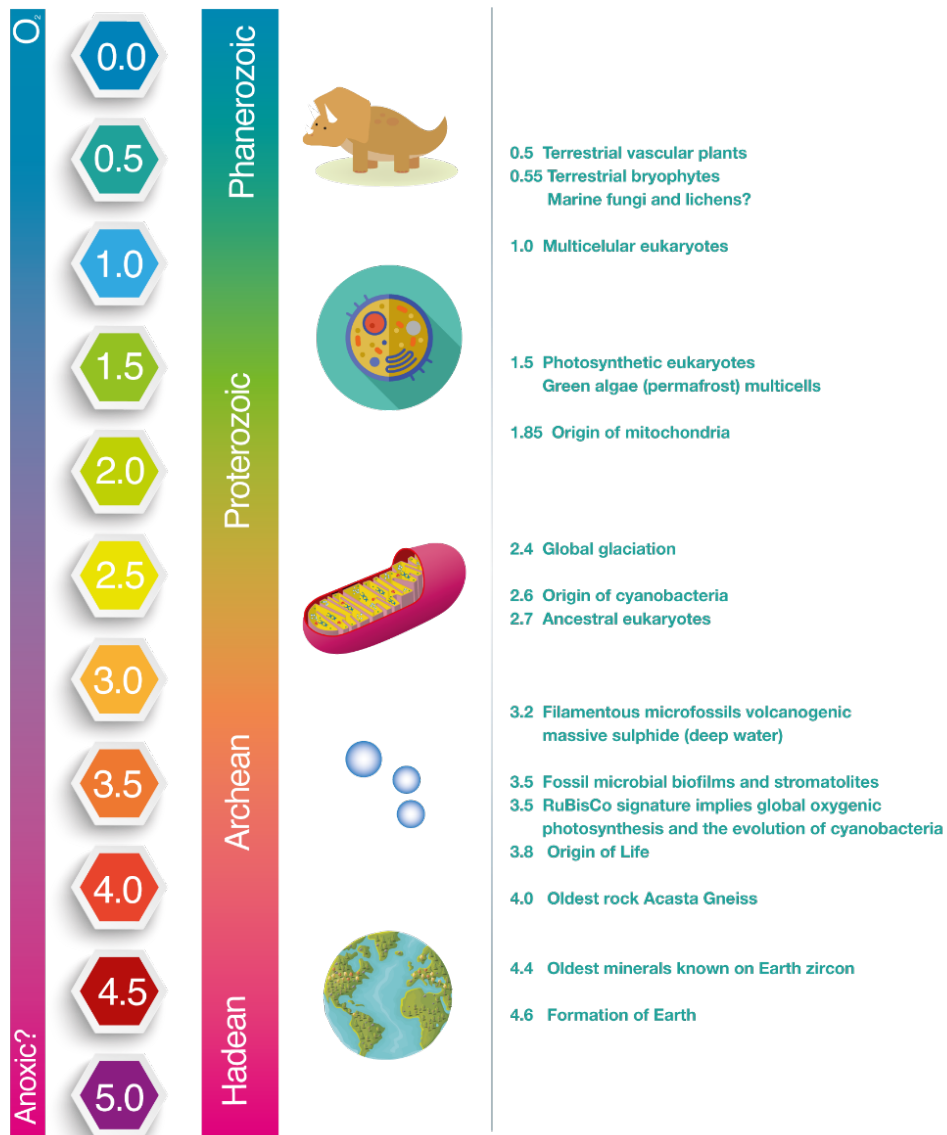 O₂
0.0
0.5
1.0
1.5
2.0
2.5
3.0
3.5
4.0
4.5
5.0
Anoxic?
Phanerozoic
Proterozoic
Archean
Hadean
0.5 Terrestrial vascular plants
0.55 Terrestrial bryophytes
Marine fungi and lichens?
1.0 Multicelular eukaryotes
1.5 Photosynthetic eukaryotes
Green algae (permafrost) multicells
1.85 Origin of mitochondria
2.4 Global glaciation
2.6 Origin of cyanobacteria
2.7 Ancestral eukaryotes
3.2 Filamentous microfossils volcanogenic
massive sulphide (deep water)
3.5 Fossil microbial biofilms and stromatolites
3.5 RuBisCo signature implies global oxygenic
photosynthesis and the evolution of cyanobacteria
3.8 Origin of Life
4.0 Oldest rock Acasta Gneiss
4.4 Oldest minerals known on Earth zircon
4.6 Formation of Earth